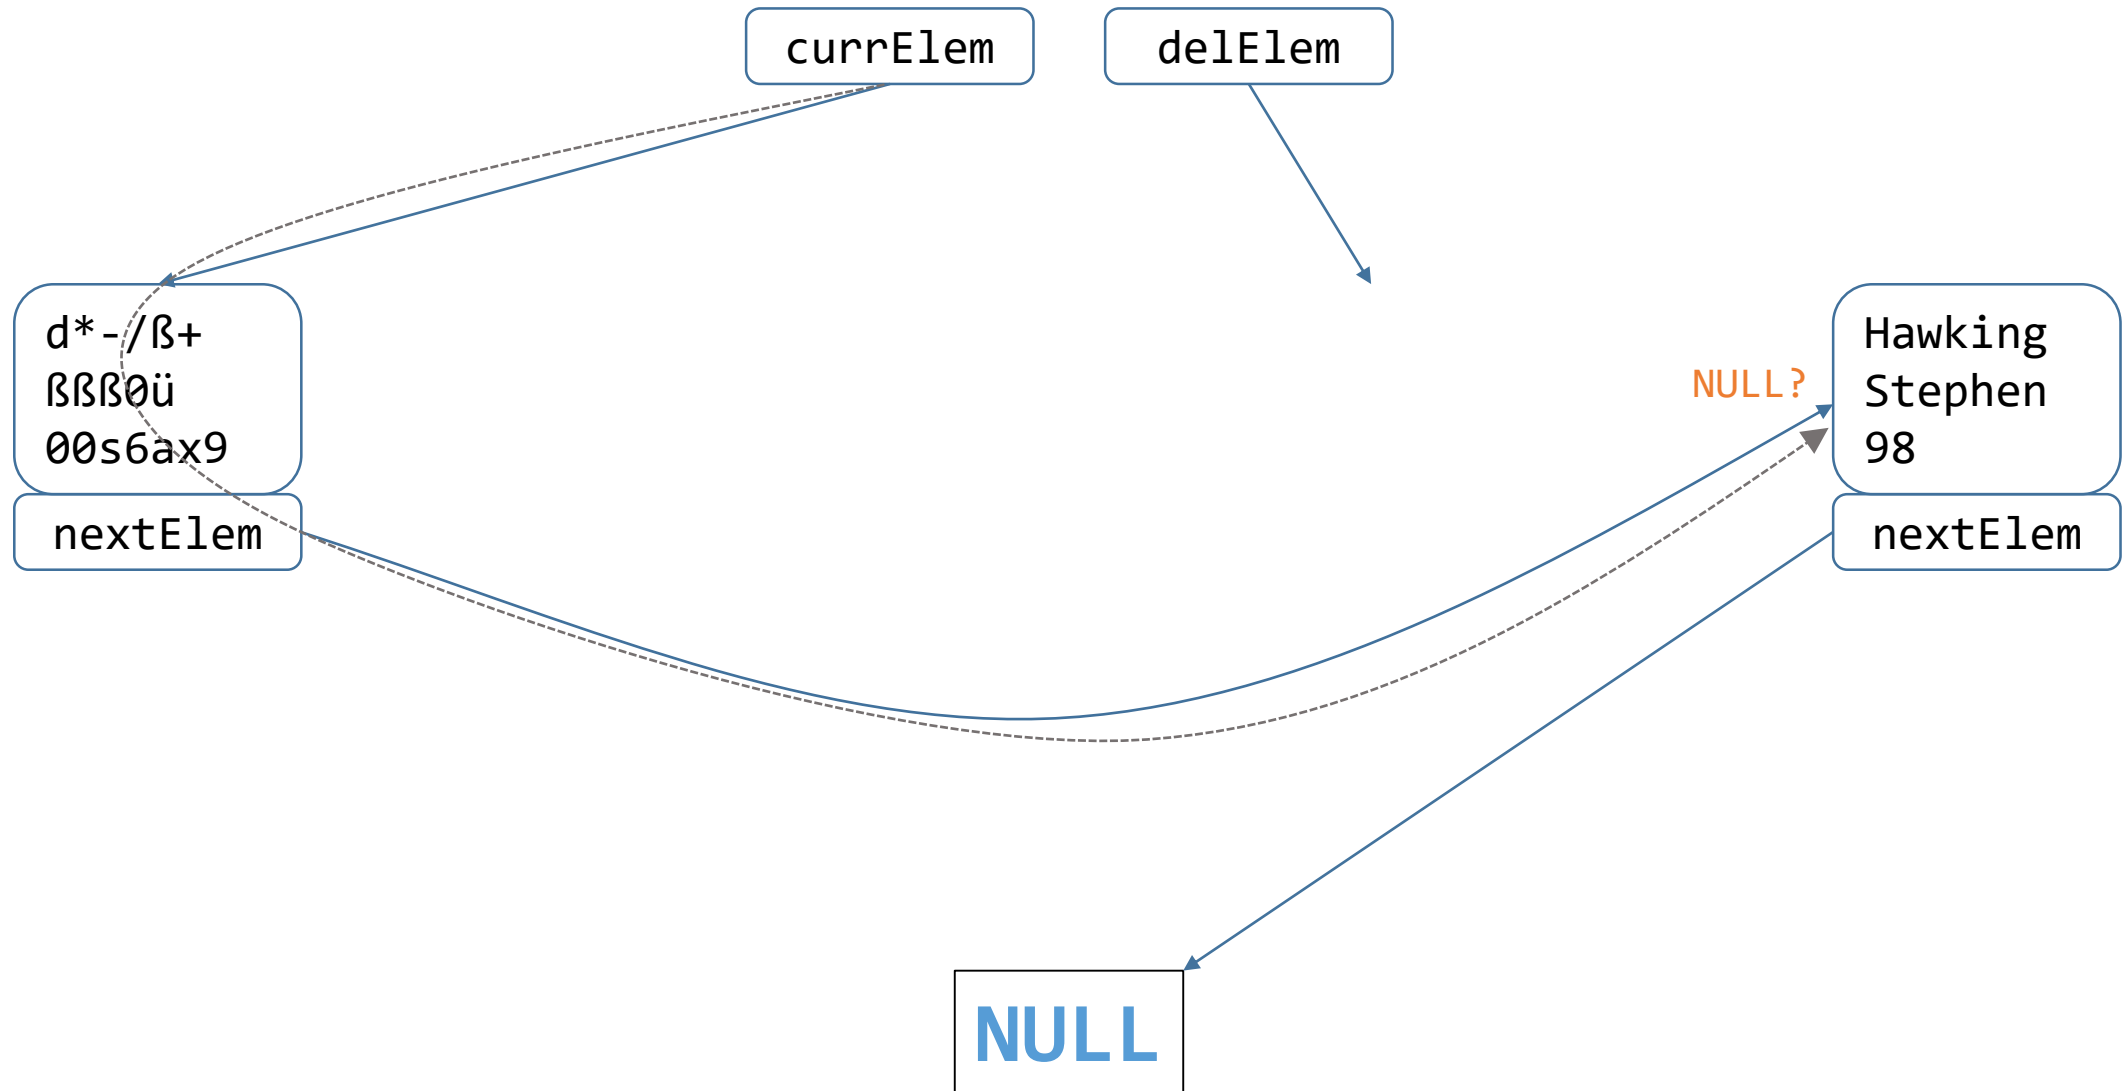 currElem
delElem
d*-/ß+
ßßß0ü
00s6ax9
nextElem
NULL?
Hawking
Stephen
98
nextElem
NULL